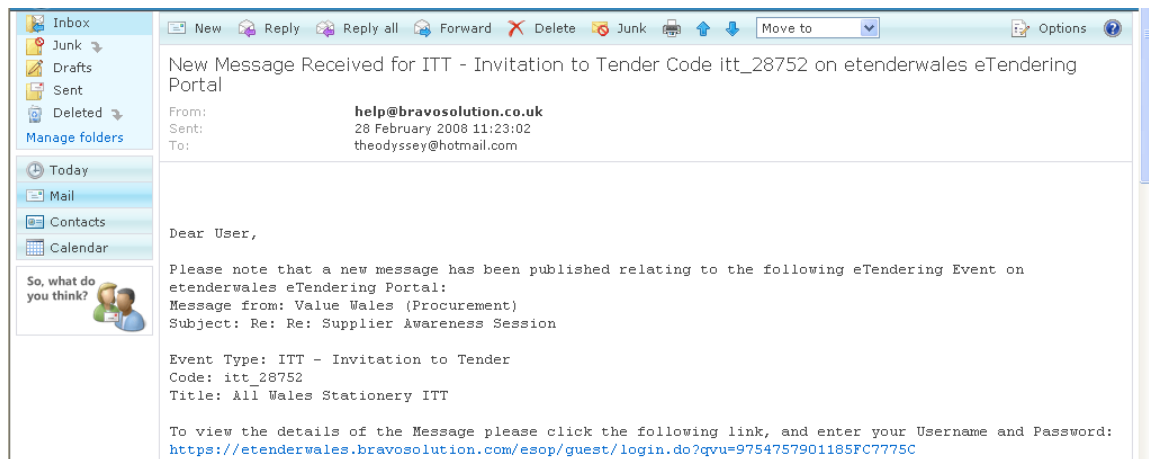 Inbox
Junk
Drafts
Sent
Deleted
Manage folders
Today
Mail
Contacts
Calendar
So, what do
you think?
New Reply Reply all Forward Delete Junk Move to Options
New Message Received for ITT - Invitation to Tender Code itt_28752 on etenderwales eTendering
Portal
From: help@bravosolution.co.uk
Sent: 28 February 2008 11:23:02
To: theodyssey@hotmail.com
Dear User,
Please note that a new message has been published relating to the following eTendering Event on
etenderwales eTendering Portal:
Message from: Value Wales (Procurement)
Subject: Re: Re: Supplier Awareness Session
Event Type: ITT - Invitation to Tender
Code: itt_28752
Title: All Wales Stationery ITT
To view the details of the Message please click the following link, and enter your Username and Password:
https://etenderwales.bravosolution.com/esop/guest/login.do?qvu=9754757901185FC7775C